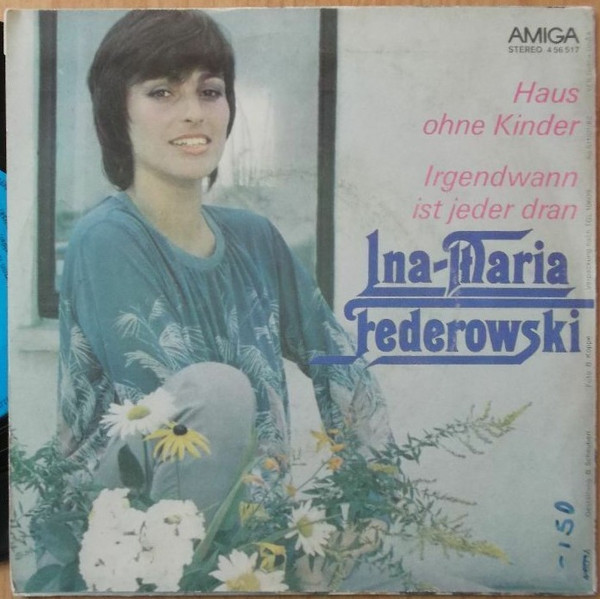 AMIGA
STEREO 4 56 517
Haus
ohne Kinder
Irgendwann
ist jeder dran
Ina-Maria
Federowski
-150